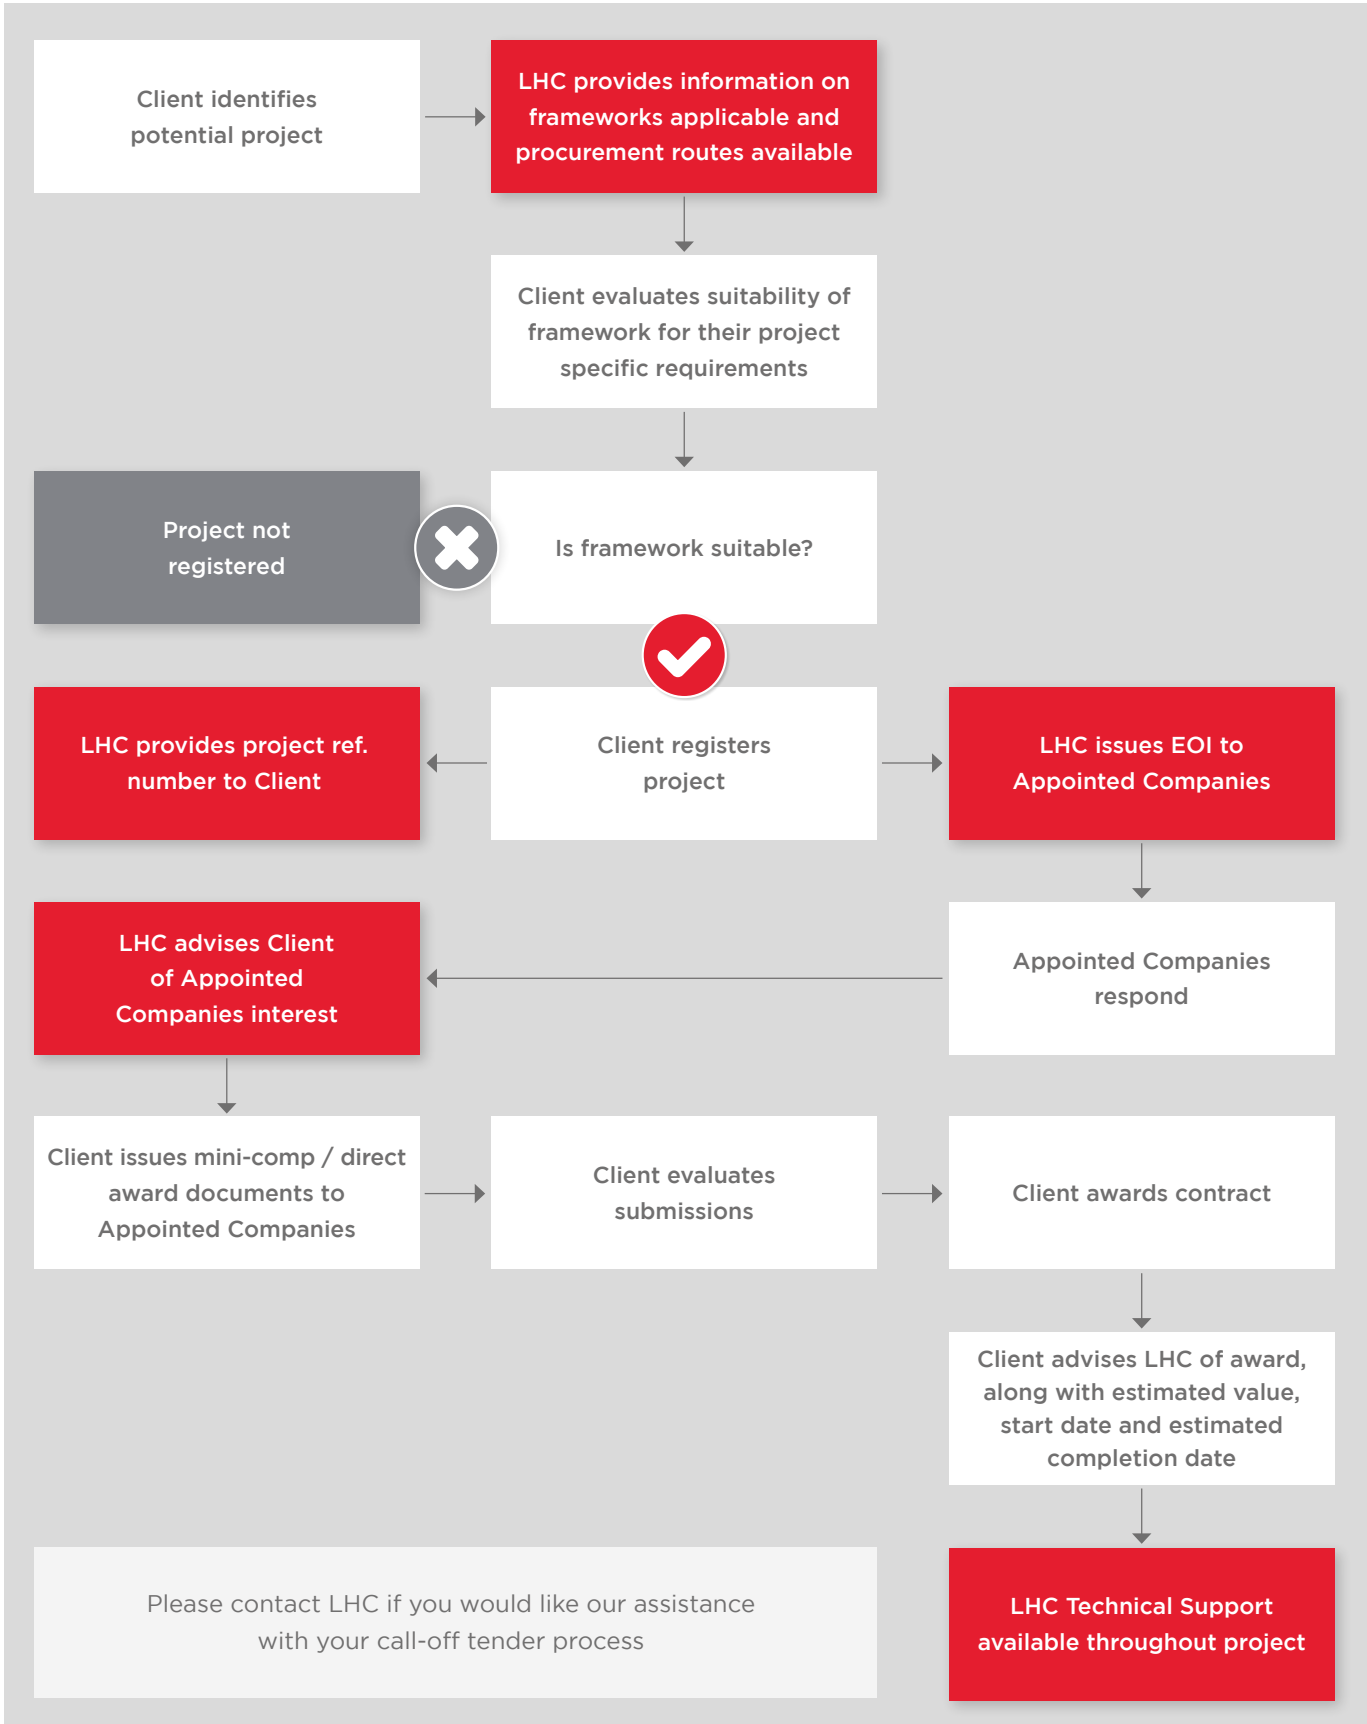 Client identifies
potential project
LHC provides information on
frameworks applicable and
procurement routes available
Client evaluates suitability of
framework for their project
specific requirements
Project not
registered
Is framework suitable?
LHC provides project ref.
number to Client
Client registers
project
LHC issues EOI to
Appointed Companies
LHC advises Client
of Appointed
Companies interest
Appointed Companies
respond
Client issues mini-comp / direct
award documents to
Appointed Companies
Client evaluates
submissions
Client awards contract
Client advises LHC of award,
along with estimated value,
start date and estimated
completion date
Please contact LHC if you would like our assistance
with your call-off tender process
LHC Technical Support
available throughout project